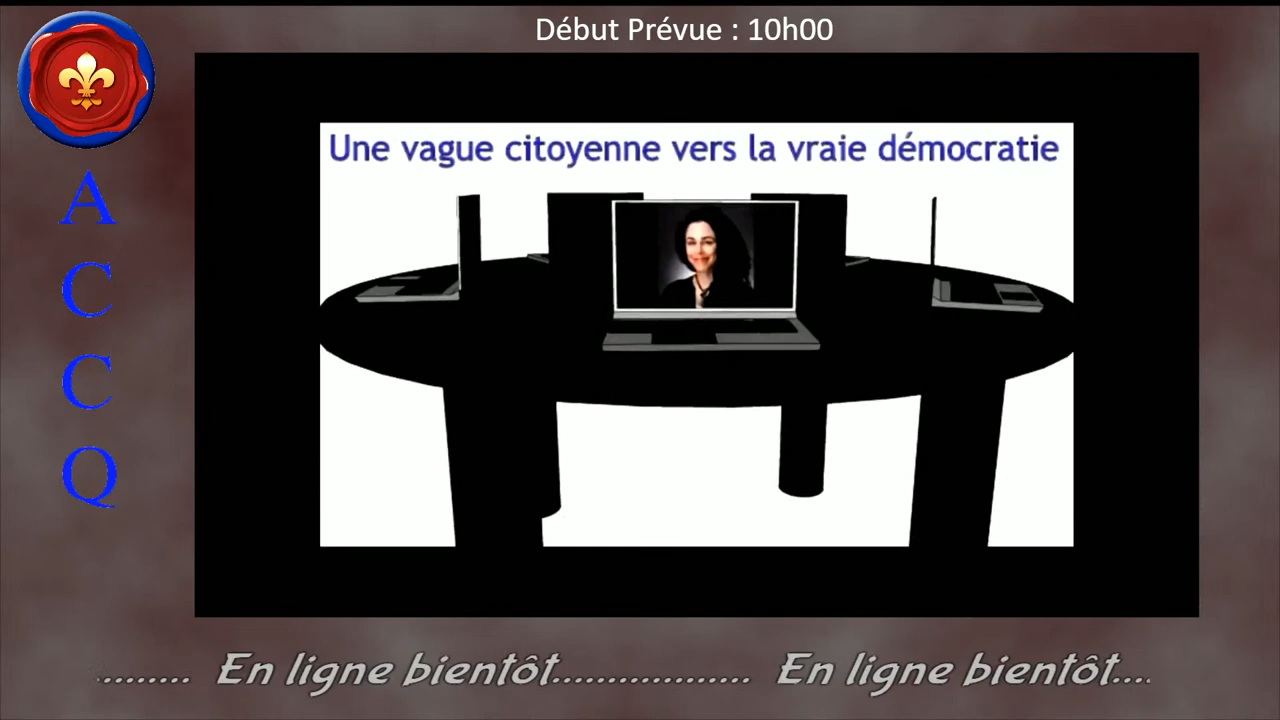 Début Prévue : 10h00
A
C
C
Q
Une vague citoyenne vers la vraie démocratie
......... En ligne bientôt.................. En ligne bientôt....